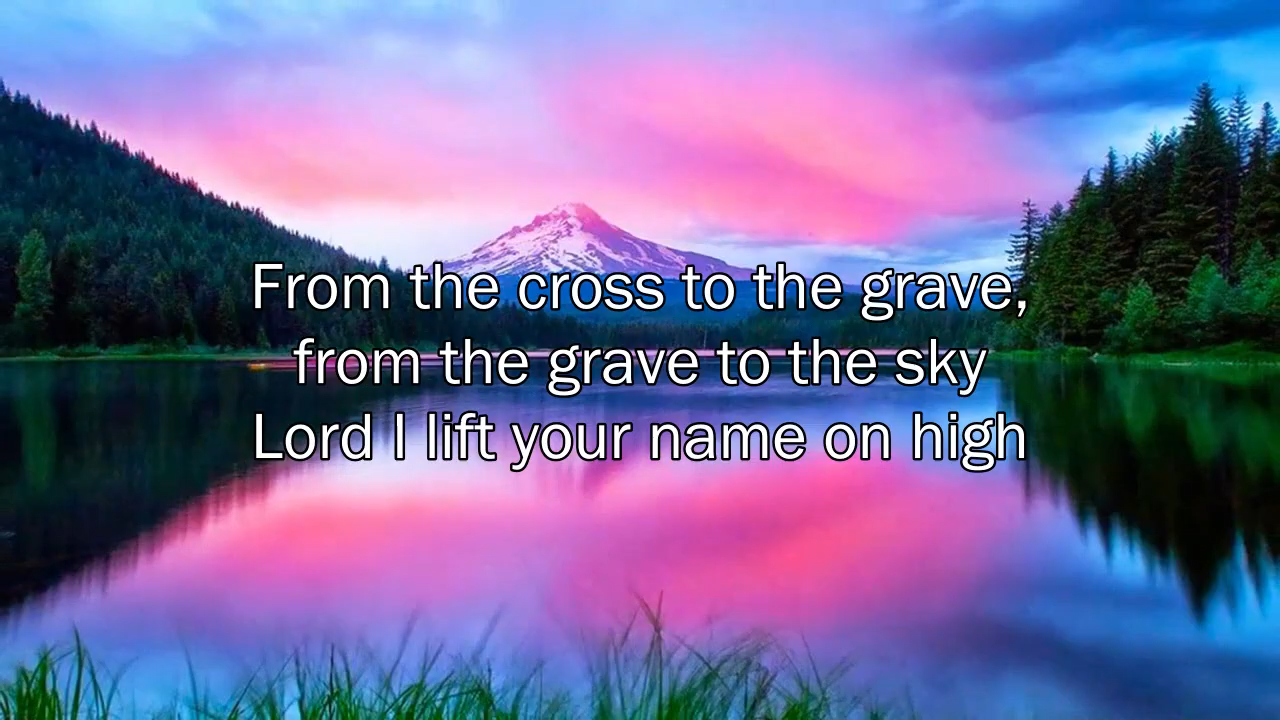 From the cross to the grave,
from the grave to the sky
Lord I lift your name on high